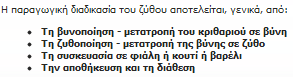 Η παραγωγική διαδικασία του ζύθου αποτελείται, γενικά, από:
• Τη βυνοποίηση - μετατροπή του κριθαριού σε βύνη
• Τη ζυθοποίηση - μετατροπή της βύνης σε ζύθο
• Τη συσκευασία σε φιάλη ή κουτί ή βαρέλι
• Την αποθήκευση και τη διάθεση